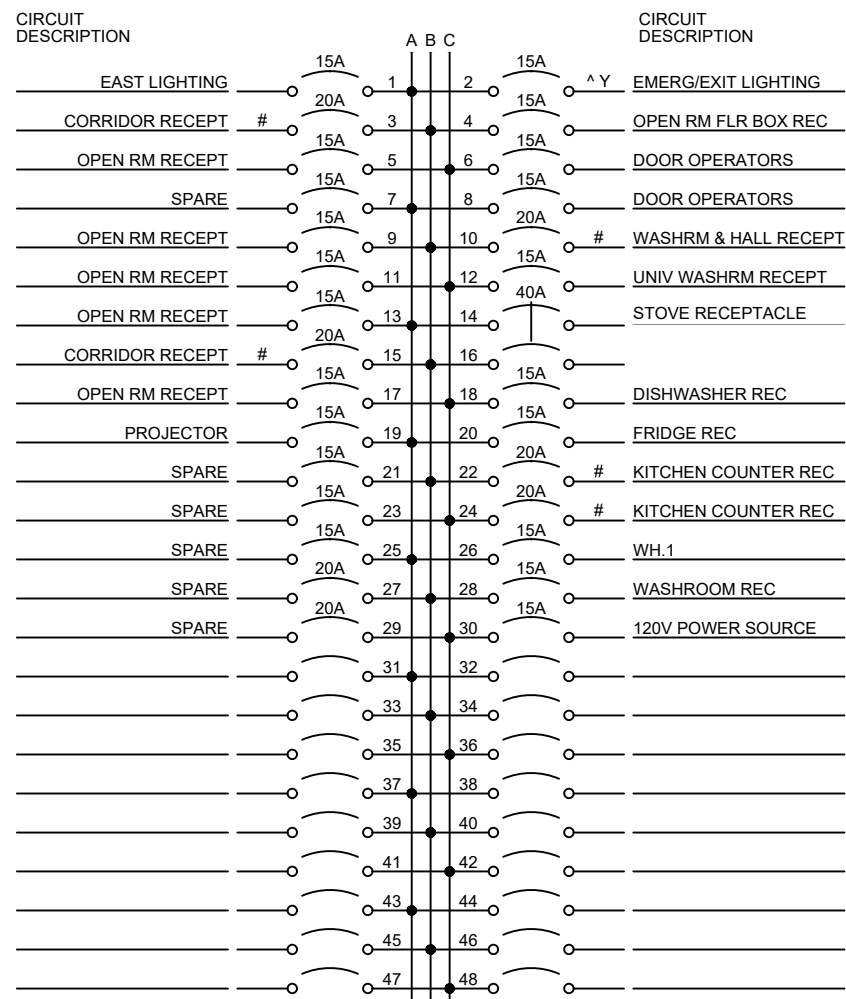 CIRCUIT DESCRIPTION CIRCUIT DESCRIPTION
A B C
15A 15A
EAST LIGHTING 1 2 ^ Y EMERG/EXIT LIGHTING
20A 15A
CORRIDOR RECEPT # 3 4 OPEN RM FLR BOX REC
15A 15A
OPEN RM RECEPT 5 6 DOOR OPERATORS
15A 15A
SPARE 7 8 DOOR OPERATORS
15A 20A
OPEN RM RECEPT 9 10 # WASHRM & HALL RECEPT
15A 15A
OPEN RM RECEPT 11 12 UNIV WASHRM RECEPT
15A 40A
OPEN RM RECEPT 13 14 STOVE RECEPTACLE
20A
CORRIDOR RECEPT # 15 16
15A 15A
OPEN RM RECEPT 17 18 DISHWASHER REC
15A 15A
PROJECTOR 19 20 FRIDGE REC
15A 20A
SPARE 21 22 # KITCHEN COUNTER REC
15A 20A
SPARE 23 24 # KITCHEN COUNTER REC
15A 15A
SPARE 25 26 WH.1
20A 15A
SPARE 27 28 WASHROOM REC
20A 15A
SPARE 29 30 120V POWER SOURCE
31 32
33 34
35 36
37 38
39 40
41 42
43 44
45 46
47 48